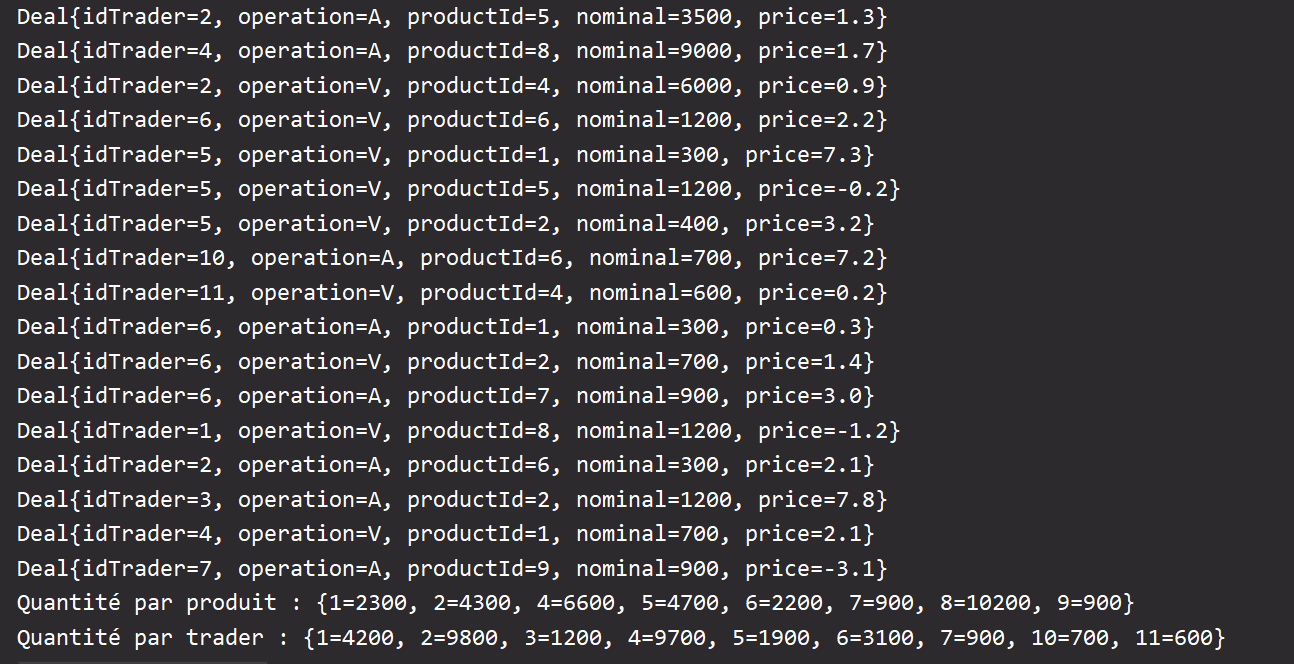 Deal{idTrader=2, operation=A, productId=5, nominal=3500, price=1.3}
Deal{idTrader=4, operation=A, productId=8, nominal=9000, price=1.7}
Deal{idTrader=2, operation=V, productId=4, nominal=6000, price=0.9}
Deal{idTrader=6, operation=V, productId=6, nominal=1200, price=2.2}
Deal{idTrader=5, operation=V, productId=1, nominal=300, price=7.3}
Deal{idTrader=5, operation=V, productId=5, nominal=1200, price=-0.2}
Deal{idTrader=5, operation=V, productId=2, nominal=400, price=3.2}
Deal{idTrader=10, operation=A, productId=6, nominal=700, price=7.2}
Deal{idTrader=11, operation=V, productId=4, nominal=600, price=0.2}
Deal{idTrader=6, operation=A, productId=1, nominal=300, price=0.3}
Deal{idTrader=6, operation=V, productId=2, nominal=700, price=1.4}
Deal{idTrader=6, operation=A, productId=7, nominal=900, price=3.0}
Deal{idTrader=1, operation=V, productId=8, nominal=1200, price=-1.2}
Deal{idTrader=2, operation=A, productId=6, nominal=300, price=2.1}
Deal{idTrader=3, operation=A, productId=2, nominal=1200, price=7.8}
Deal{idTrader=4, operation=V, productId=1, nominal=700, price=2.1}
Deal{idTrader=7, operation=A, productId=9, nominal=900, price=-3.1}
Quantité par produit : {1=2300, 2=4300, 4=6600, 5=4700, 6=2200, 7=900, 8=10200, 9=900}
Quantité par trader : {1=4200, 2=9800, 3=1200, 4=9700, 5=1900, 6=3100, 7=900, 10=700, 11=600}